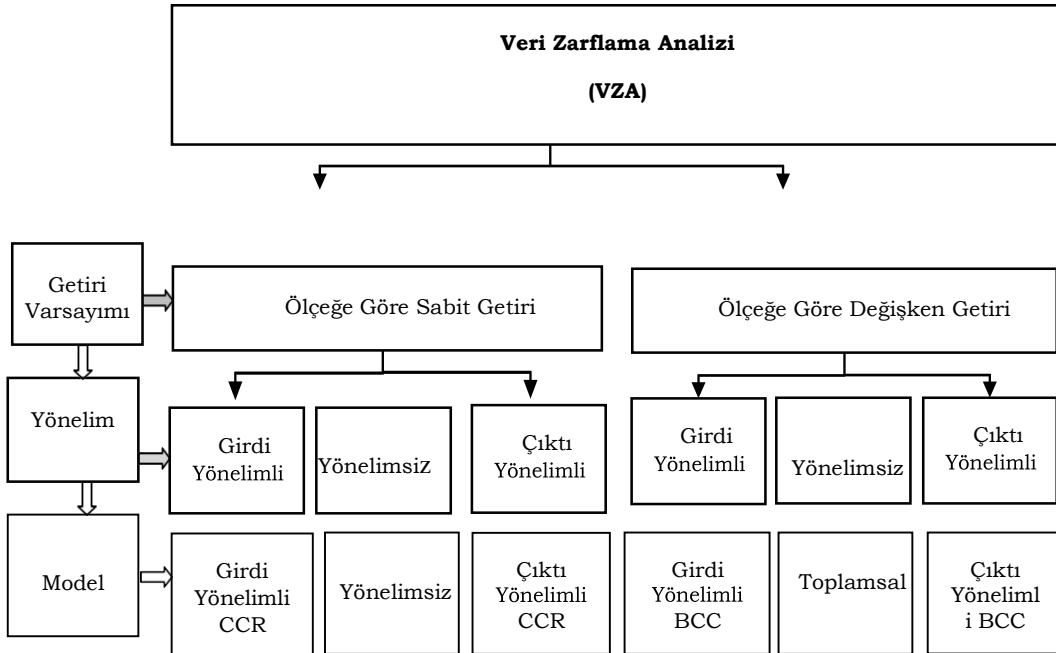 Veri Zarflama Analizi
(VZA)
Getiri
Varsayımı
Ölçeğe Göre Sabit Getiri
Ölçeğe Göre Değişken Getiri
Yönelim
Girdi
Yönelimli
Yönelimsiz
Çıktı
Yönelimli
Girdi
Yönelimli
Yönelimsiz
Çıktı
Yönelimli
Model
Girdi
Yönelimli
CCR
Yönelimsiz
Çıktı
Yönelimli
CCR
Girdi
Yönelimli
BCC
Toplamsal
Çıktı
Yöneliml
i BCC